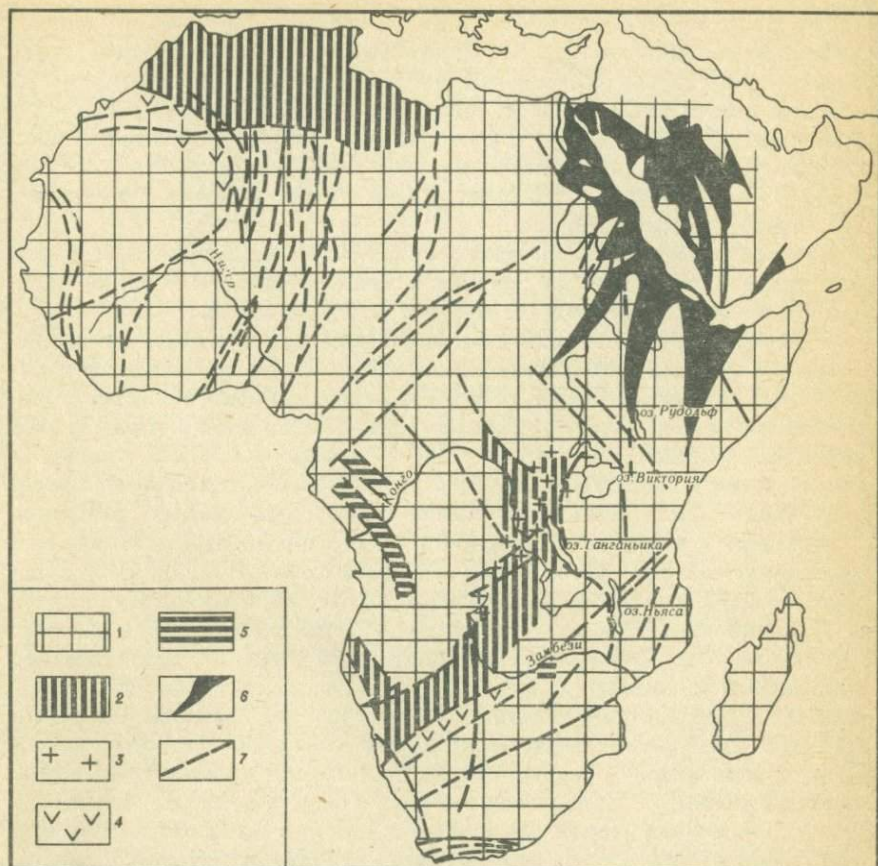 Нигер
оз. Рудольф
Конго
оз. Виктория
оз. Танганьика
оз. Ньяса
Замбези
1
5
2
6
3
7
4